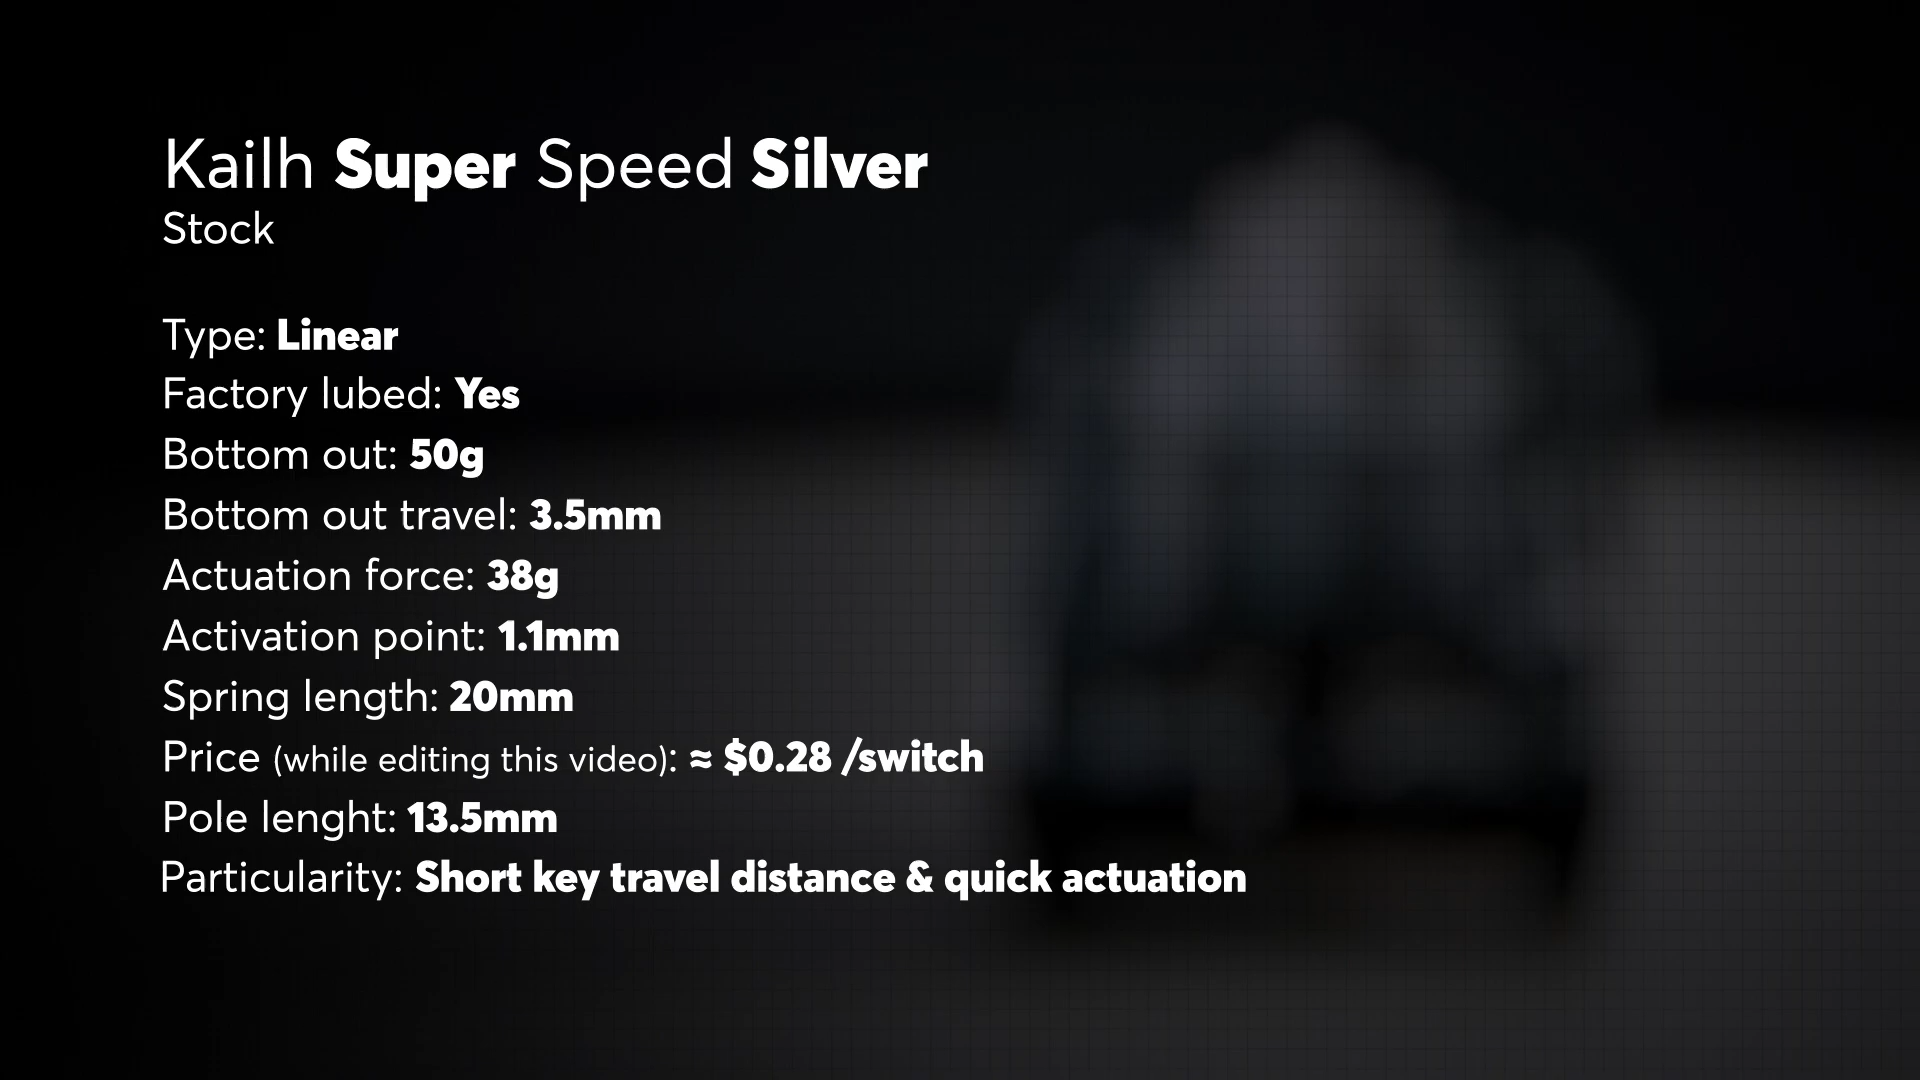 Kailh Super Speed Silver
Stock
Type: Linear
Factory lubed: Yes
Bottom out: 50g
Bottom out travel: 3.5mm
Actuation force: 38g
Activation point: 1.1mm
Spring length: 20mm
Price (while editing this video): ≈ $0.28 /switch
Pole lenght: 13.5mm
Particularity: Short key travel distance & quick actuation